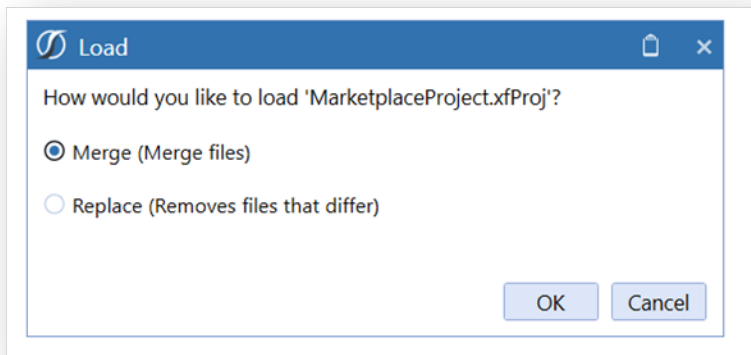 Load
How would you like to load 'MarketplaceProject.xfProj'?
Merge (Merge files)
Replace (Removes files that differ)
OK Cancel